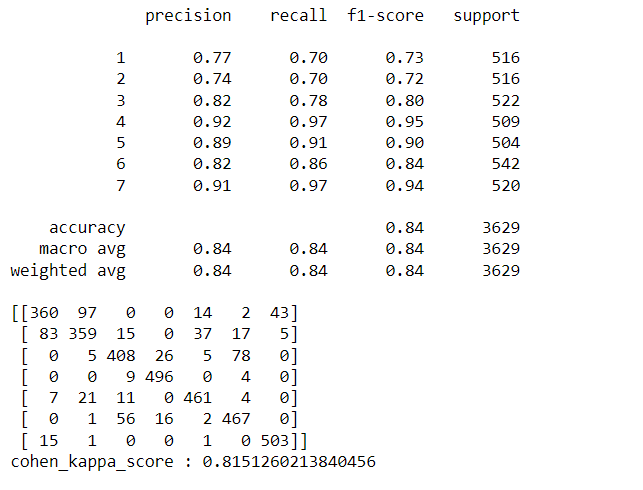 precision recall f1-score support
1 0.77 0.70 0.73 516
2 0.74 0.70 0.72 516
3 0.82 0.78 0.80 522
4 0.92 0.97 0.95 509
5 0.89 0.91 0.90 504
6 0.82 0.86 0.84 542
7 0.91 0.97 0.94 520
accuracy 0.84 3629
macro avg 0.84 0.84 0.84 3629
weighted avg 0.84 0.84 0.84 3629
[[360 97 0 0 14 2 43]
[ 83 359 15 0 37 17 5]
[ 0 5 408 26 5 78 0]
[ 0 0 9 496 0 4 0]
[ 7 21 11 0 461 4 0]
[ 0 1 56 16 2 467 0]
[ 15 1 0 0 1 0 503]]
cohen_kappa_score : 0.8151260213840456